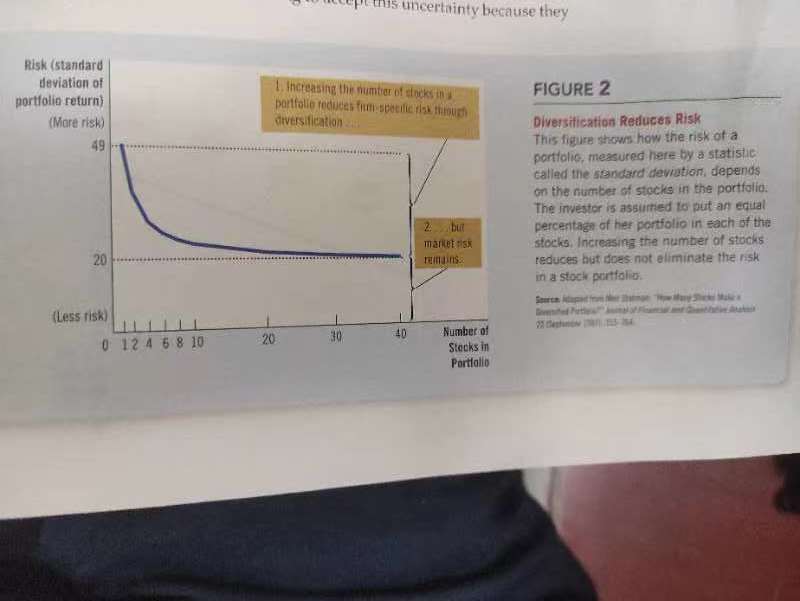 to accept this uncertainty because they
Risk (standard
deviation of
portfolio return)
(More risk)
49
20
(Less risk)
0 1 2 4 6 8 10 20 30 40
Number of
Stocks in
Portfolio
1. Increasing the number of stocks in a
portfolio reduces firm-specific risk through
diversification ...
2. ... but
market risk
remains.
FIGURE 2
Diversification Reduces Risk
This figure shows how the risk of a
portfolio, measured here by a statistic
called the standard deviation, depends
on the number of stocks in the portfolio.
The investor is assumed to put an equal
percentage of her portfolio in each of the
stocks. Increasing the number of stocks
reduces but does not eliminate the risk
in a stock portfolio.
Source: Adapted from Meir Statman, "How Many Stocks Make a
Diversified Portfolio?" Journal of Financial and Quantitative Analysis